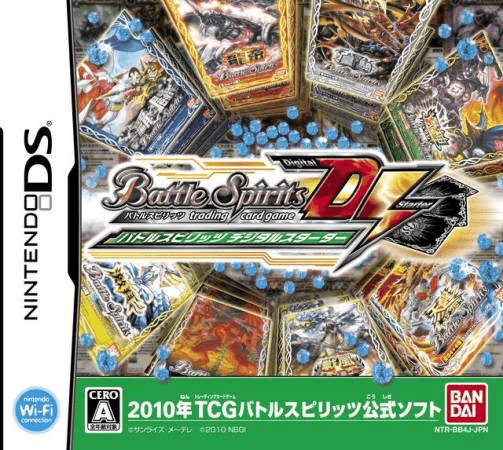 NINTENDO DS
Digital
Battle Spirits DS
Starter
バトルスピリッツ trading card game
バトルスピリッツ デジタルスターター
nintendo
Wi-Fi
connection
CERO
A
全年齢対象
ねん トレーディングカードゲーム こうしき
2010年TCGバトルスピリッツ公式ソフト
©サンライズ・メ~テレ ©2010 NBGI
BAN
DAI
NTR-BB4J-JPN